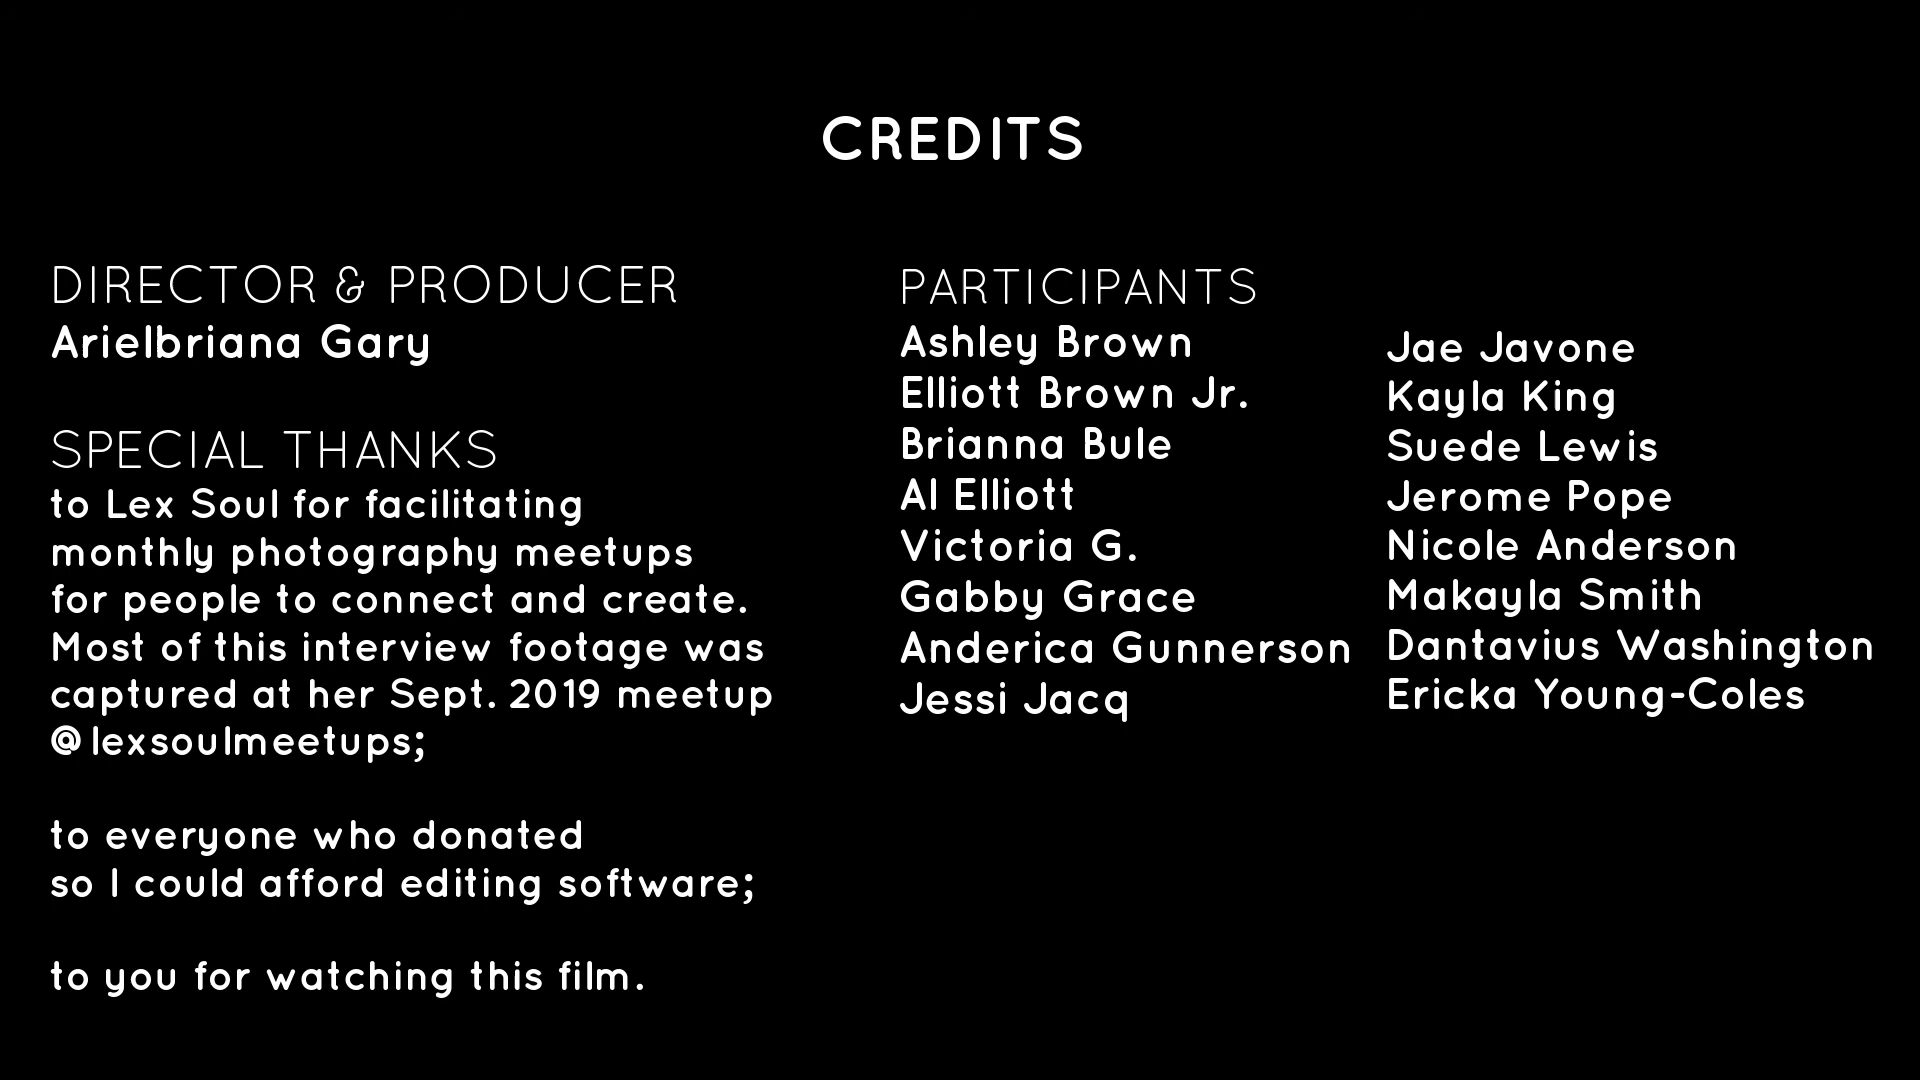 CREDITS
DIRECTOR & PRODUCER
Arielbriana Gary
SPECIAL THANKS
to Lex Soul for facilitating
monthly photography meetups
for people to connect and create.
Most of this interview footage was
captured at her Sept. 2019 meetup
@lexsoulmeetups;
to everyone who donated
so I could afford editing software;
to you for watching this film.
PARTICIPANTS
Ashley Brown
Elliott Brown Jr.
Brianna Bule
Al Elliott
Victoria G.
Gabby Grace
Anderica Gunnerson
Jessi Jacq
Jae Javone
Kayla King
Suede Lewis
Jerome Pope
Nicole Anderson
Makayla Smith
Dantavius Washington
Ericka Young-Coles